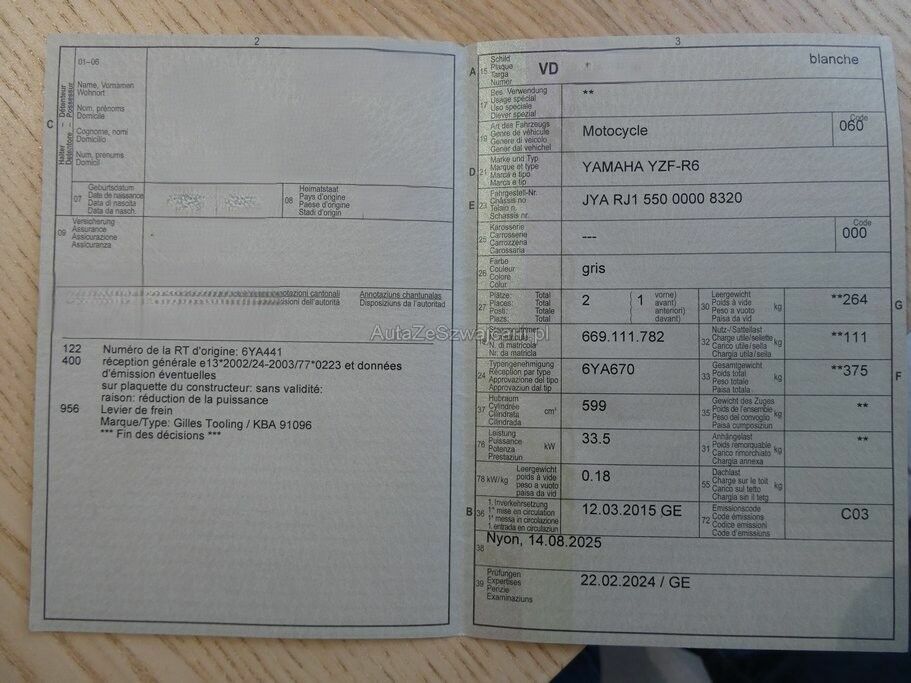 2
01–06
C
Halter – Détenteur
Detentore – Possessur
Name, Vornamen
Wohnort
Nom, prénoms
Domicile
Cognome, nomi
Domicilio
Num, prenums
Domicil
07
Geburtsdatum
Date de naissance
Data di nascita
Data da nasch.
08
Heimatstaat
Pays d'origine
Paese d'origine
Stadi d'origin
09
Versicherung
Assurance
Assicurazione
Assicuranza
Annotaziuns chantunalas
Disposiziuns da l'autoritad
122 Numéro de la RT d'origine: 6YA441
400 réception générale e13*2002/24-2003/77*0223 et données
d'émission éventuelles
sur plaquette du constructeur: sans validité:
raison: réduction de la puissance
956 Levier de frein
Marque/Type: Gilles Tooling / KBA 91096
*** Fin des décisions ***
3
A 15
Schild
Plaque
Targa
Numer
VD
blanche
17
Bes. Verwendung
Usage spécial
Uso speciale
Diever spezial
**
19
Art des Fahrzeugs
Genre de véhicule
Genere di veicolo
Gener dal vehichel
Motocycle
Code
060
D 21
Marke und Typ
Marque et type
Marca e tipo
Marca e tip
YAMAHA YZF-R6
E 23
Fahrgestell-Nr.
Châssis no
Telaio n.
Schassis nr.
JYA RJ1 550 0000 8320
25
Karosserie
Carrosserie
Carrozzeria
Carossaria
---
Code
000
26
Farbe
Couleur
Colore
Colur
gris
27
Plätze: Total
Places: Total
Posti: Totale
Plazs: Total
2
( 1
vorne)
avant)
anteriori)
davant)
30
Leergewicht
Poids à vide
Peso a vuoto
Paisa da vid
kg
**264
G
N. di matricola
Nr. da matricla
669.111.782
32
Nutz-/Sattellast
Charge utile/sellette
Carico utile/sella
Chargia utila/sella
kg
**111
24
Typengenehmigung
Réception par type
Approvazione del tipo
Approvaziun dal tip
6YA670
33
Gesamtgewicht
Poids total
Peso totale
Paisa totala
kg
**375
F
37
Hubraum
Cylindrée
Cilindrata
Cilindrada
cm³
599
35
Gewicht des Zuges
Poids de l'ensemble
Peso del convoglio
Paisa cumposiziun
kg
**
76
Leistung
Puissance
Potenza
Prestaziun
kW
33.5
31
Anhängelast
Poids remorquable
Carico rimorchiato
Chargia annexa
kg
**
78 kW/kg
Leergewicht
poids à vide
peso a vuoto
paisa da vid
0.18
55
Dachlast
Charge sur le toit
Carico sul tetto
Chargia sin il tetg
kg
B 36
1. Inverkehrsetzung
1re mise en circulation
1a messa in circolazione
1. entrada en circulaziun
12.03.2015 GE
72
Emissionscode
Code émissions
Codice emissioni
Code d'emissiuns
C03
38
Nyon, 14.08.2025
39
Prüfungen
Expertises
Perizie
Examinaziuns
22.02.2024 / GE
AutaZeSzwajcarii.pl